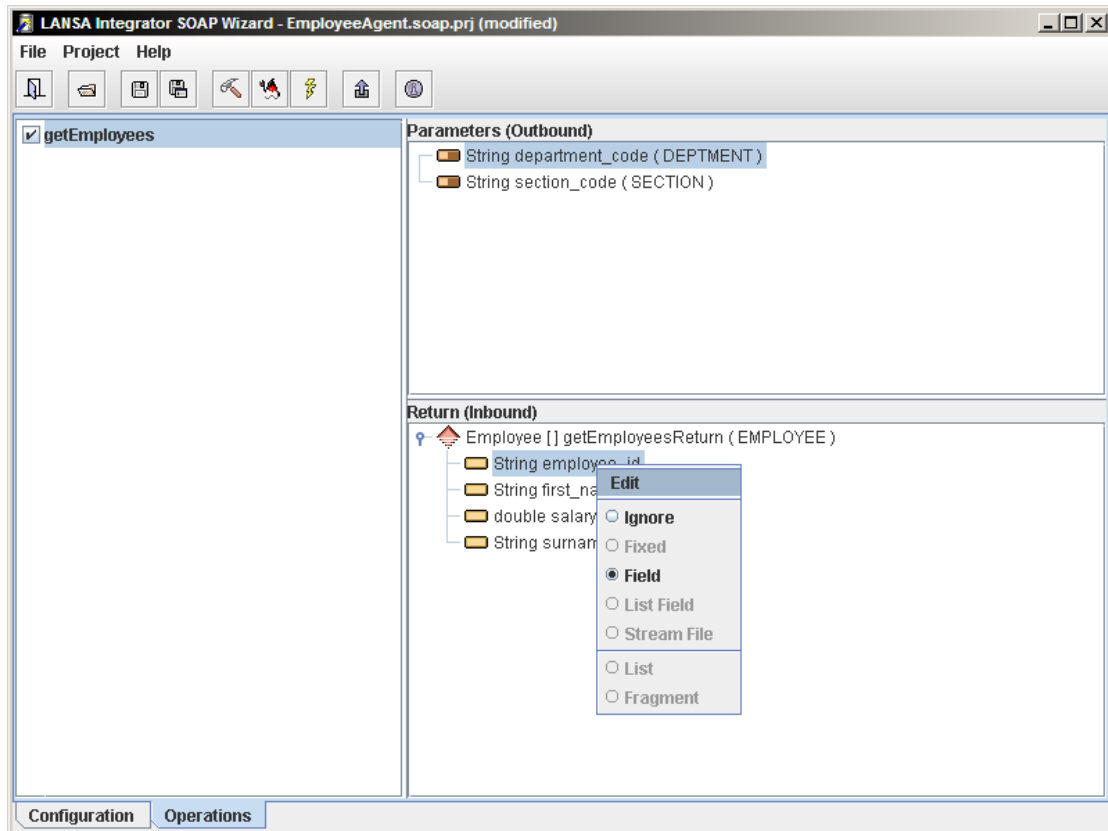 LANSA Integrator SOAP Wizard - EmployeeAgent.soap.prj (modified)
File Project Help
getEmployees
Parameters (Outbound)
String department_code ( DEPTMENT )
String section_code ( SECTION )
Return (Inbound)
Employee [ ] getEmployeesReturn ( EMPLOYEE )
String employee_id
String first_na
double salary
String surnam
Edit
Ignore
Fixed
Field
List Field
Stream File
List
Fragment
Configuration Operations